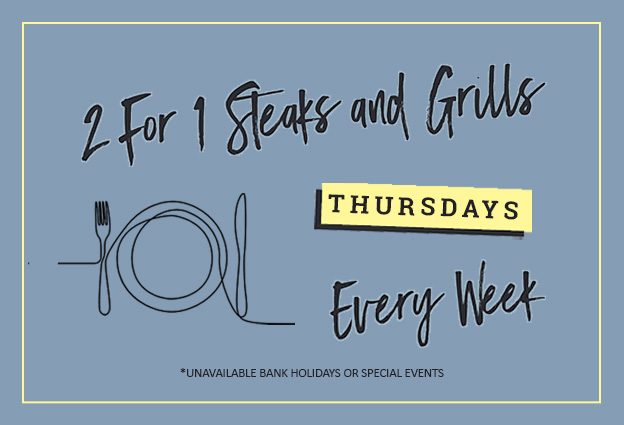 2 For 1 Steaks and Grills
THURSDAYS
Every Week
*UNAVAILABLE BANK HOLIDAYS OR SPECIAL EVENTS